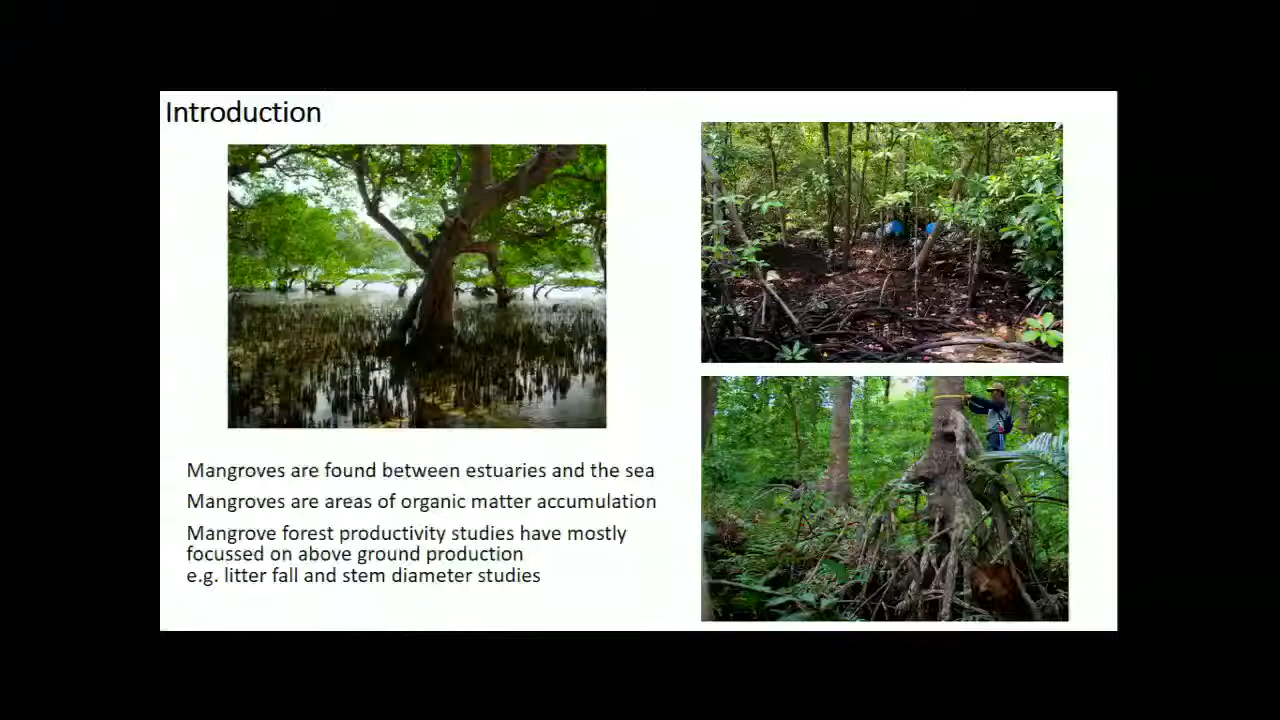 Introduction
Mangroves are found between estuaries and the sea
Mangroves are areas of organic matter accumulation
Mangrove forest productivity studies have mostly
focussed on above ground production
e.g. litter fall and stem diameter studies